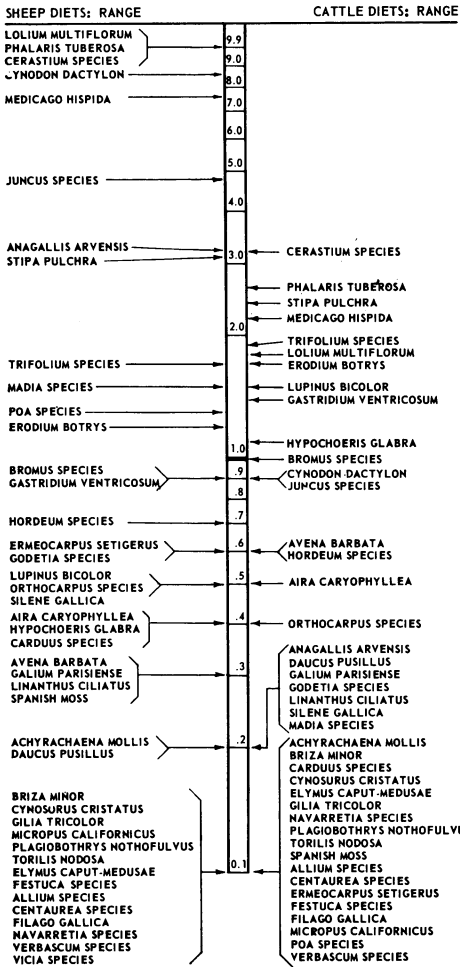 SHEEP DIETS: RANGE
LOLIUM MULTIFLORUM
PHALARIS TUBEROSA
CERASTIUM SPECIES
CYNODON DACTYLON
MEDICAGO HISPIDA
JUNCUS SPECIES
ANAGALLIS ARVENSIS
STIPA PULCHRA
TRIFOLIUM SPECIES
MADIA SPECIES
POA SPECIES
ERODIUM BOTRYS
BROMUS SPECIES
GASTRIDIUM VENTRICOSUM
HORDEUM SPECIES
ERMEOCARPUS SETIGERUS
GODETIA SPECIES
LUPINUS BICOLOR
ORTHOCARPUS SPECIES
SILENE GALLICA
AIRA CARYOPHYLLEA
HYPOCHOERIS GLABRA
CARDUUS SPECIES
AVENA BARBATA
GALIUM PARISIENSE
LINANTHUS CILIATUS
SPANISH MOSS
ACHYRACHAENA MOLLIS
DAUCUS PUSILLUS
BRIZA MINOR
CYNOSURUS CRISTATUS
GILIA TRICOLOR
MICROPUS CALIFORNICUS
PLAGIOBOTHRYS NOTHOFULVUS
TORILIS NODOSA
ELYMUS CAPUT-MEDUSAE
FESTUCA SPECIES
ALLIUM SPECIES
CENTAUREA SPECIES
FILAGO GALLICA
NAVARRETIA SPECIES
VERBASCUM SPECIES
VICIA SPECIES
9.9
9.0
8.0
7.0
6.0
5.0
4.0
3.0
2.0
1.0
.9
.8
.7
.6
.5
.4
.3
.2
0.1
CATTLE DIETS: RANGE
CERASTIUM SPECIES
PHALARIS TUBEROSA
STIPA PULCHRA
MEDICAGO HISPIDA
TRIFOLIUM SPECIES
LOLIUM MULTIFLORUM
ERODIUM BOTRYS
LUPINUS BICOLOR
GASTRIDIUM VENTRICOSUM
HYPOCHOERIS GLABRA
BROMUS SPECIES
CYNODON DACTYLON
JUNCUS SPECIES
AVENA BARBATA
HORDEUM SPECIES
AIRA CARYOPHYLLEA
ORTHOCARPUS SPECIES
ANAGALLIS ARVENSIS
DAUCUS PUSILLUS
GALIUM PARISIENSE
GODETIA SPECIES
LINANTHUS CILIATUS
SILENE GALLICA
MADIA SPECIES
ACHYRACHAENA MOLLIS
BRIZA MINOR
CARDUUS SPECIES
CYNOSURUS CRISTATUS
ELYMUS CAPUT-MEDUSAE
GILIA TRICOLOR
NAVARRETIA SPECIES
PLAGIOBOTHRYS NOTHOFULVU
TORILIS NODOSA
SPANISH MOSS
ALLIUM SPECIES
CENTAUREA SPECIES
ERMEOCARPUS SETIGERUS
FESTUCA SPECIES
FILAGO GALLICA
MICROPUS CALIFORNICUS
POA SPECIES
VERBASCUM SPECIES